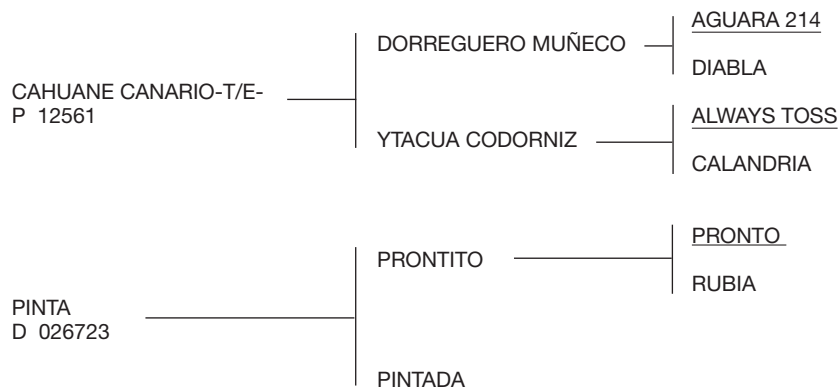 AGUARA 214
DORREGUERO MUÑECO
DIABLA
CAHUANE CANARIO-T/E-
P 12561
ALWAYS TOSS
YTACUA CODORNIZ
CALANDRIA
PRONTO
PRONTITO
RUBIA
PINTA
D 026723
PINTADA